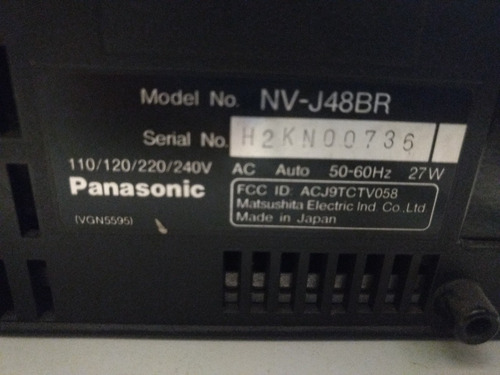 Model No. NV-J48BR
Serial No. H2KN00736
110/120/220/240V AC Auto 50-60Hz 27W
Panasonic
FCC ID: ACJ9TCTV058
Matsushita Electric Ind. Co., Ltd.
Made in Japan
(VGN5595)